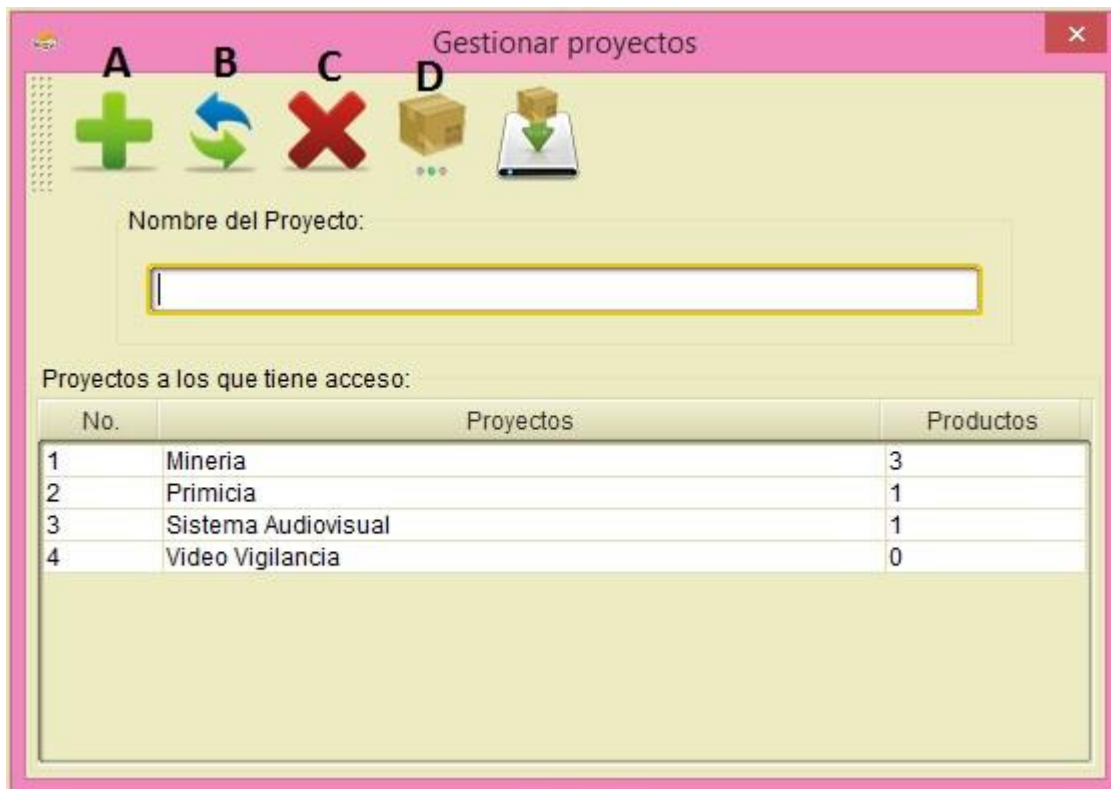 Gestionar proyectos
A B C D
Nombre del Proyecto:
Proyectos a los que tiene acceso:
No. Proyectos Productos
1 Mineria 3
2 Primicia 1
3 Sistema Audiovisual 1
4 Video Vigilancia 0